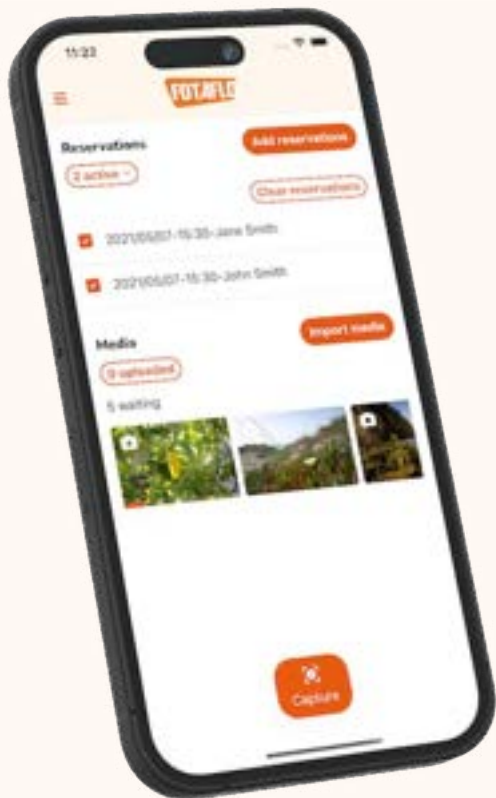 11:23
FOTAFLO
Reservations
Add reservations
2 active
Clear reservations
2021/05/07-15:30-Jane Smith
2021/05/07-15:30-John Smith
Media
Import media
0 uploaded
5 waiting
Capture